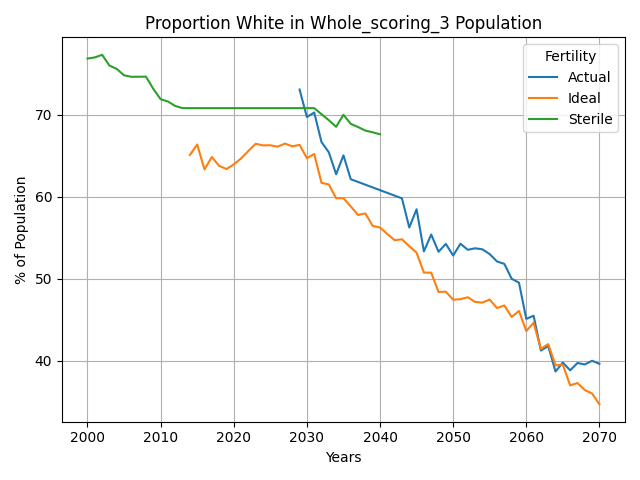 Proportion White in Whole_scoring_3 Population
Fertility
Actual
Ideal
Sterile
% of Population
70
60
50
40
2000 2010 2020 2030 2040 2050 2060 2070
Years